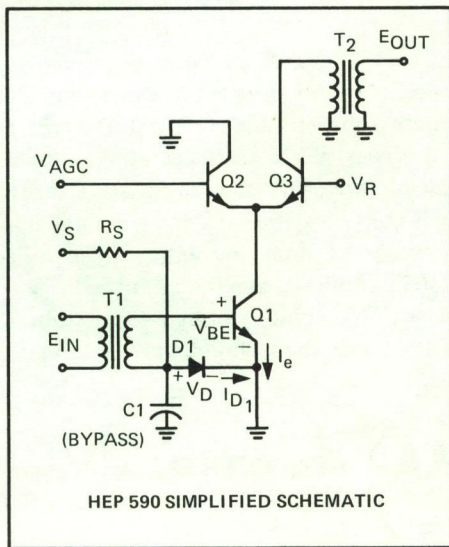 T2
EOUT
VAGC
Q2
Q3
VR
VS
RS
T1
EIN
+
Q1
VBE
D1
−
Ie
+
VD
−
ID1
C1
(BYPASS)
HEP 590 SIMPLIFIED SCHEMATIC